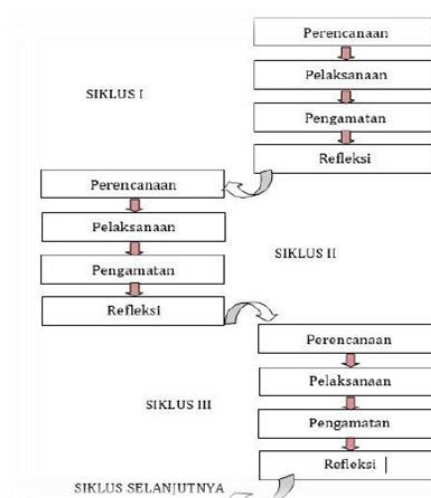 Perencanaan
Pelaksanaan
SIKLUS I
Pengamatan
Refleksi
Perencanaan
Pelaksanaan
SIKLUS II
Pengamatan
Refleksi
Perencanaan
Pelaksanaan
SIKLUS III
Pengamatan
Refleksi
SIKLUS SELANJUTNYA